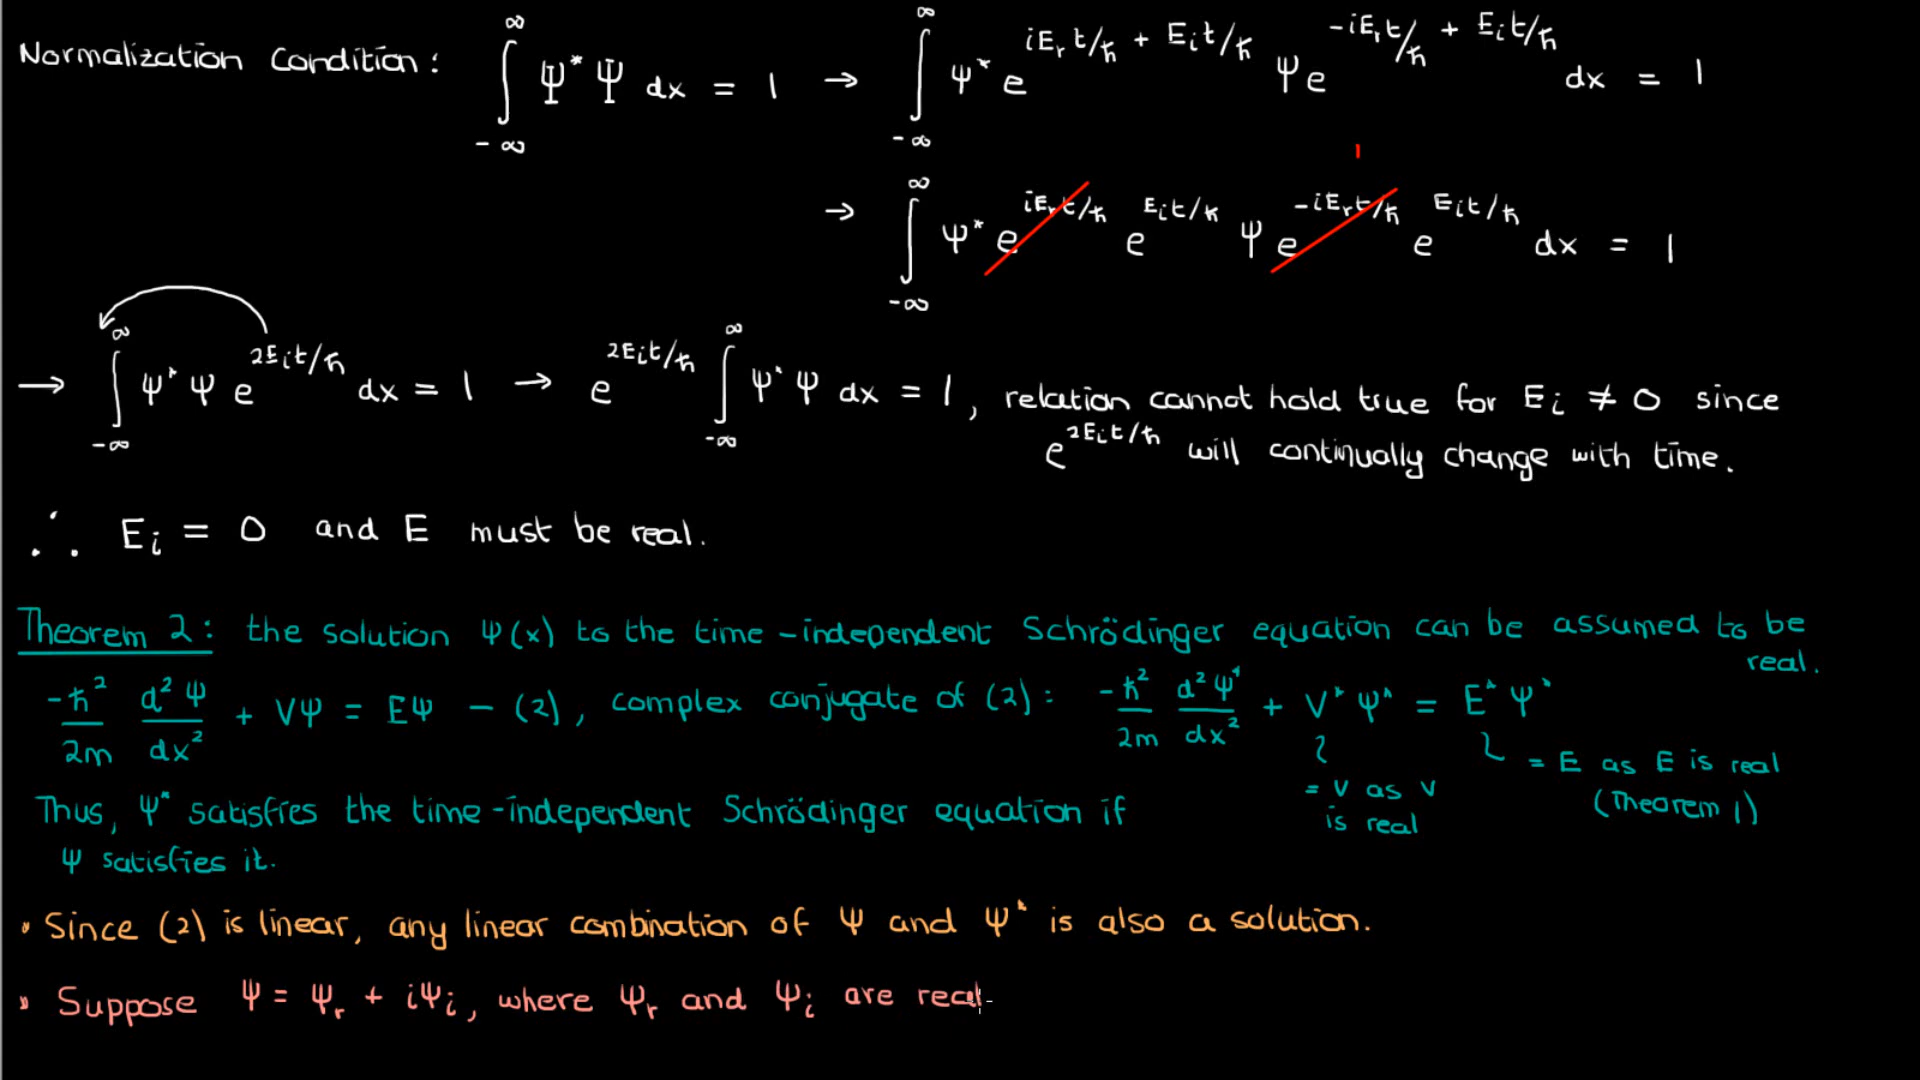 Normalization Condition: ∫_{-∞}^{∞} Ψ*Ψ dx = 1 → ∫_{-∞}^{∞} ψ* e^{iE_r t/ħ + E_i t/ħ} ψ e^{-iE_r t/ħ + E_i t/ħ} dx = 1
1
→ ∫_{-∞}^{∞} ψ* e^{iE_r t/ħ} e^{E_i t/ħ} ψ e^{-iE_r t/ħ} e^{E_i t/ħ} dx = 1
→ ∫_{-∞}^{∞} ψ*ψ e^{2E_i t/ħ} dx = 1 → e^{2E_i t/ħ} ∫_{-∞}^{∞} ψ*ψ dx = 1, relation cannot hold true for E_i ≠ 0 since
e^{2E_i t/ħ} will continually change with time.
∴ E_i = 0 and E must be real.
Theorem 2: the solution ψ(x) to the time-independent Schrödinger equation can be assumed to be
real.
-ħ²/2m d²ψ/dx² + Vψ = Eψ - (2), complex conjugate of (2): -ħ²/2m d²ψ*/dx² + V*ψ* = E*ψ*
= E as E is real
= V as V
(Theorem 1)
is real
Thus, ψ* satisfies the time-independent Schrödinger equation if
ψ satisfies it.
• Since (2) is linear, any linear combination of ψ and ψ* is also a solution.
• Suppose ψ = ψ_r + iψ_i, where ψ_r and ψ_i are real